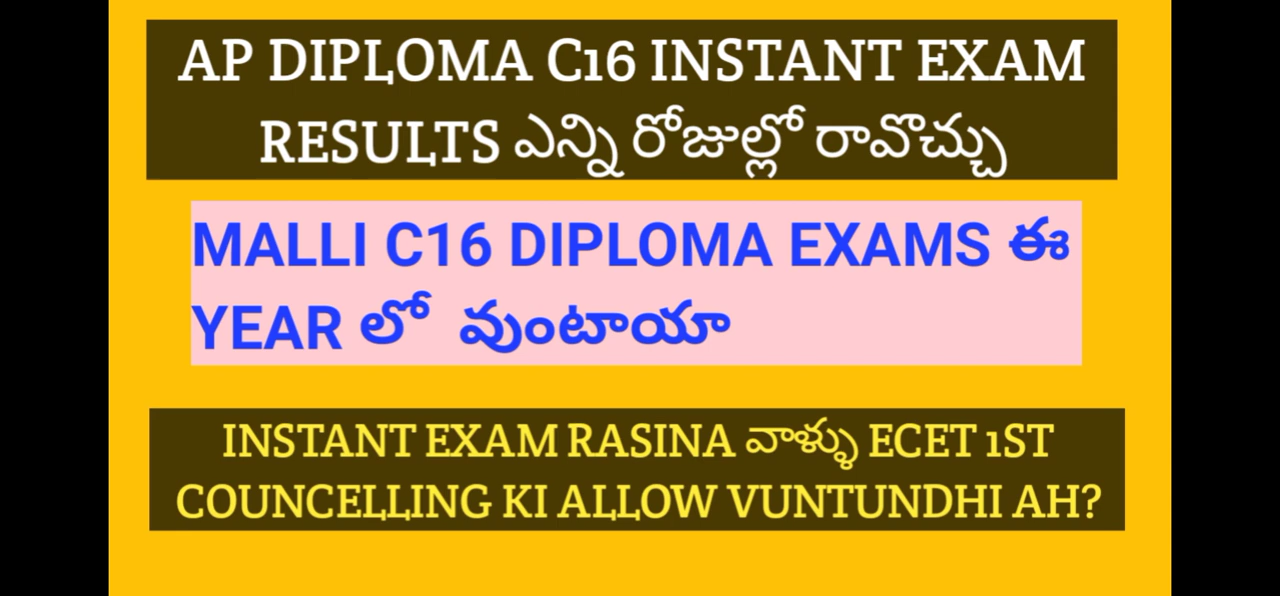 AP DIPLOMA C16 INSTANT EXAM
RESULTS ఎన్ని రోజుల్లో రావొచ్చు
MALLI C16 DIPLOMA EXAMS ఈ
YEAR లో వుంటాయా
INSTANT EXAM RASINA వాళ్ళు ECET 1ST
COUNCELLING KI ALLOW VUNTUNDHI AH?